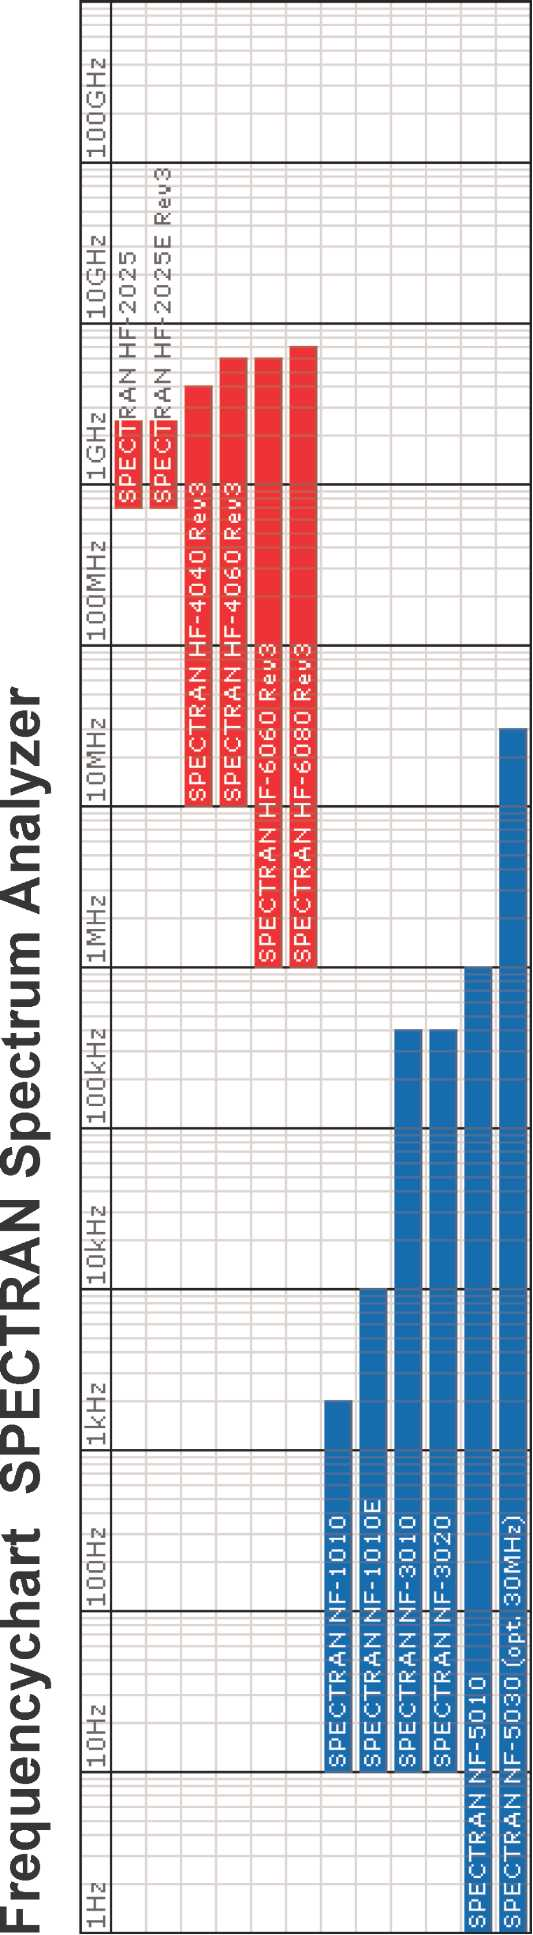 Frequencychart SPECTRAN Spectrum Analyzer
1Hz 10Hz 100Hz 1kHz 10kHz 100kHz 1MHz 10MHz 100MHz 1GHz 10GHz 100GHz
SPECTRAN HF-2025
SPECTRAN HF-2025E Rev3
SPECTRAN HF-4040 Rev3
SPECTRAN HF-4060 Rev3
SPECTRAN HF-6060 Rev3
SPECTRAN HF-6080 Rev3
SPECTRAN NF-1010
SPECTRAN NF-1010E
SPECTRAN NF-3010
SPECTRAN NF-3020
SPECTRAN NF-5010
SPECTRAN NF-5030 (opt. 30MHz)